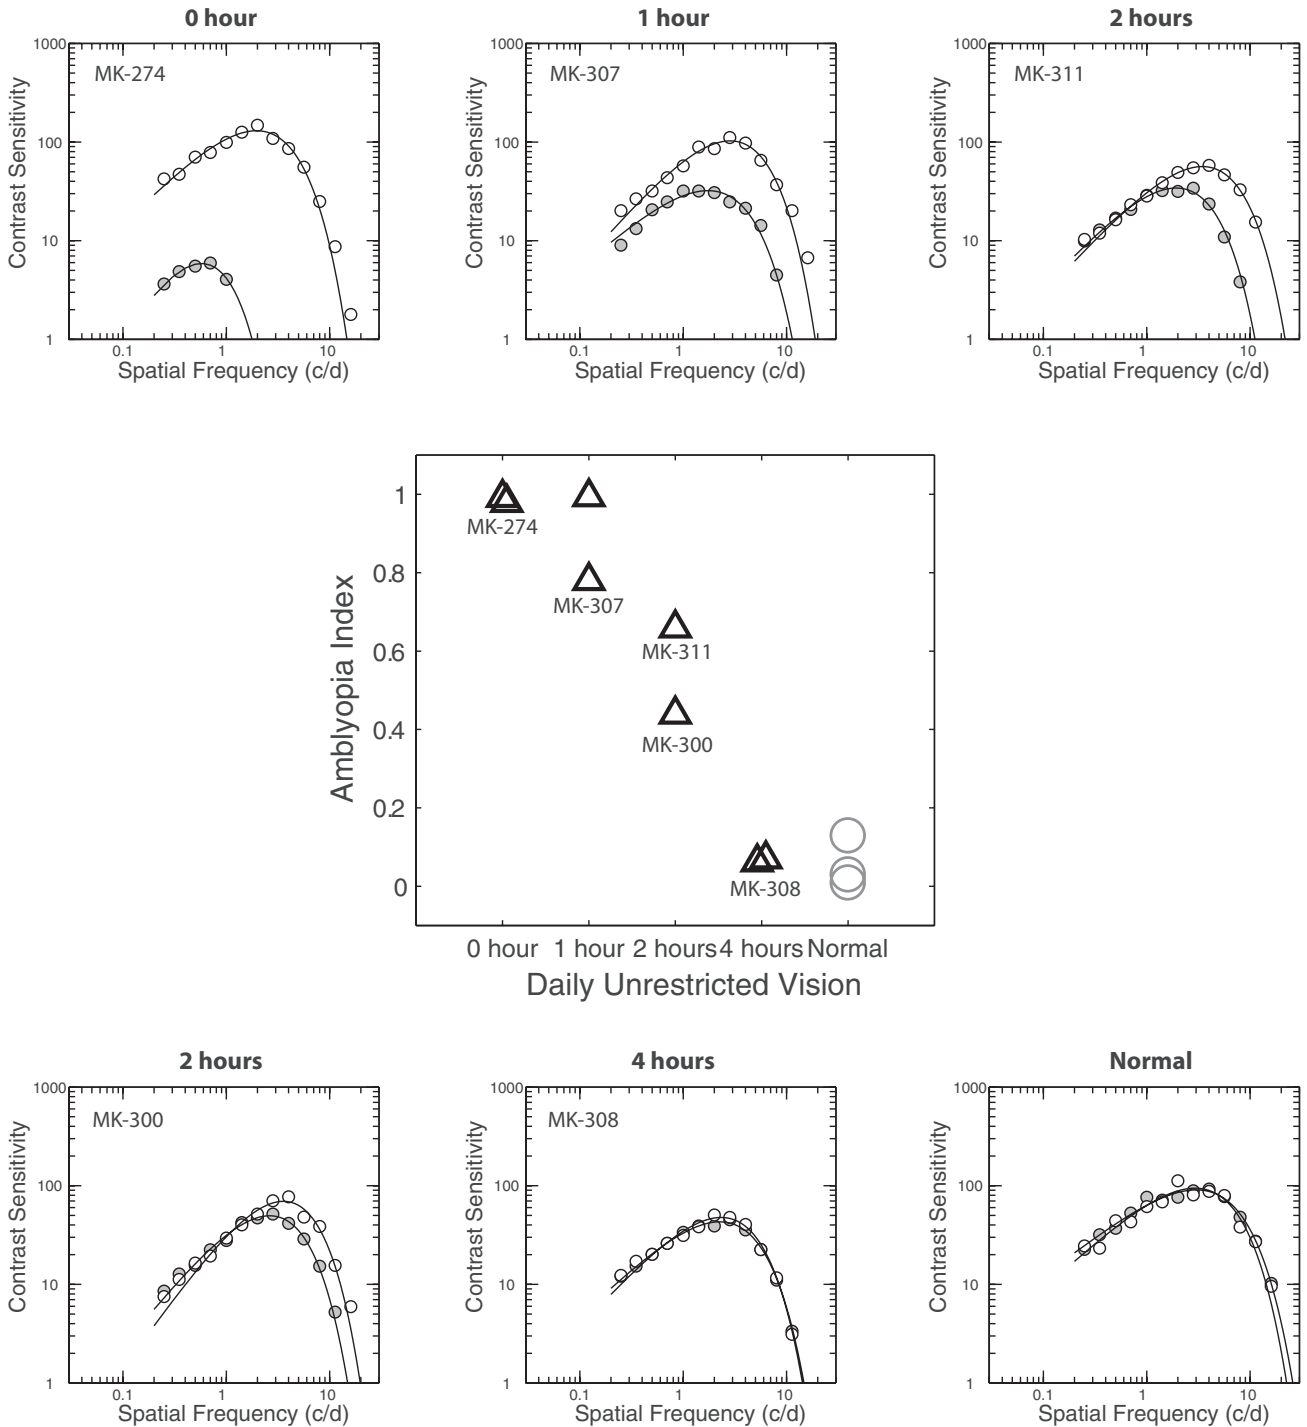 0 hour
1 hour
2 hours
1000
100
10
1
Contrast Sensitivity
MK-274
0.1
1
10
Spatial Frequency (c/d)
1000
100
10
1
Contrast Sensitivity
MK-307
0.1
1
10
Spatial Frequency (c/d)
1000
100
10
1
Contrast Sensitivity
MK-311
0.1
1
10
Spatial Frequency (c/d)
Amblyopia Index
1
0.8
0.6
0.4
0.2
0
MK-274
MK-307
MK-311
MK-300
MK-308
0 hour 1 hour 2 hours 4 hours Normal
Daily Unrestricted Vision
2 hours
4 hours
Normal
1000
100
10
1
Contrast Sensitivity
MK-300
0.1
1
10
Spatial Frequency (c/d)
1000
100
10
1
Contrast Sensitivity
MK-308
0.1
1
10
Spatial Frequency (c/d)
1000
100
10
1
Contrast Sensitivity
0.1
1
10
Spatial Frequency (c/d)